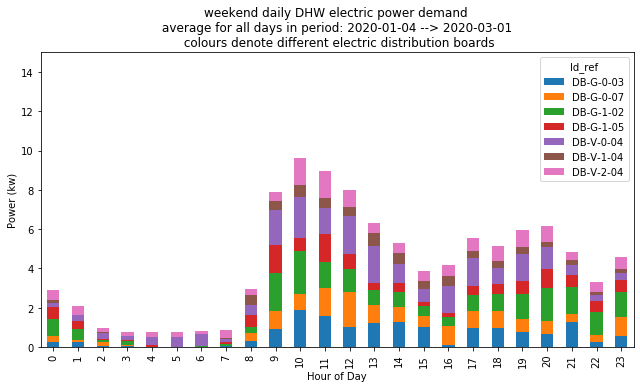 weekend daily DHW electric power demand
average for all days in period: 2020-01-04 --> 2020-03-01
colours denote different electric distribution boards
Id_ref
DB-G-0-03
DB-G-0-07
DB-G-1-02
DB-G-1-05
DB-V-0-04
DB-V-1-04
DB-V-2-04
Power (kw)
14
12
10
8
6
4
2
0
0 1 2 3 4 5 6 7 8 9 10 11 12 13 14 15 16 17 18 19 20 21 22 23
Hour of Day